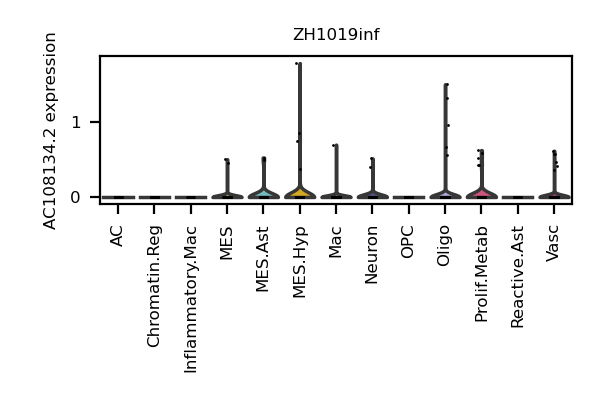 ZH1019inf
AC108134.2 expression
1
0
AC
Chromatin.Reg
Inflammatory.Mac
MES
MES.Ast
MES.Hyp
Mac
Neuron
OPC
Oligo
Prolif.Metab
Reactive.Ast
Vasc